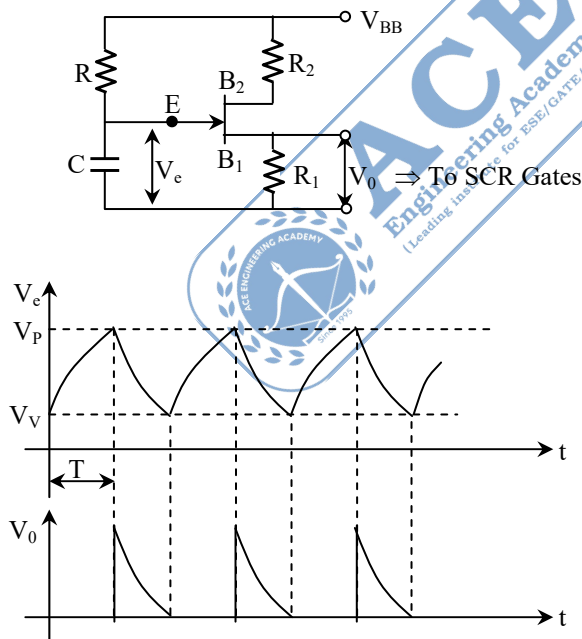 V_BB
R
R_2
B_2
E
C
V_e
B_1
R_1
V_0 ⇒ To SCR Gates
ACE
Engineering Academy
(Leading institute for ESE/GATE/
ACE ENGINEERING ACADEMY
Since 1995
V_e
V_P
V_V
T
t
V_0
t